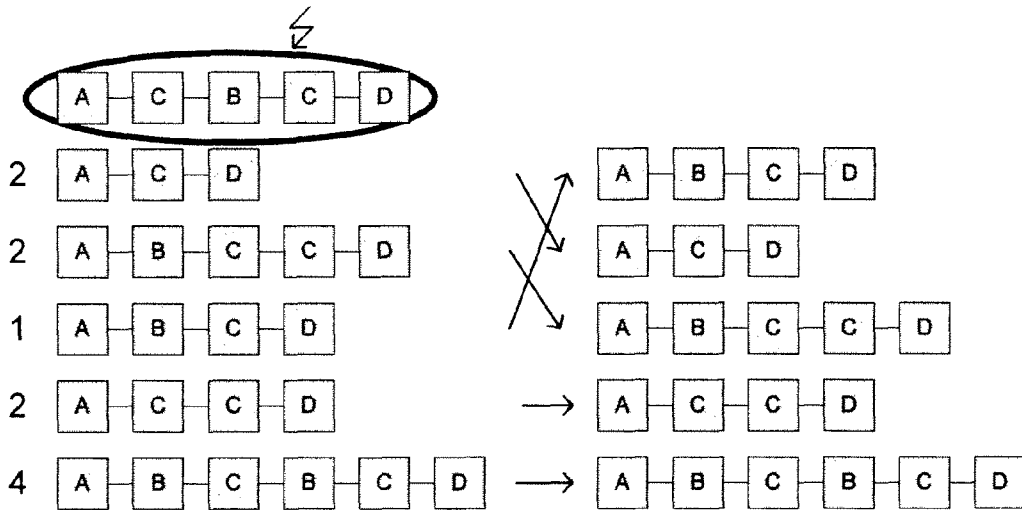 A C B C D
2 A C D A B C D
2 A B C C D A C D
1 A B C D A B C C D
2 A C C D A C C D
4 A B C B C D A B C B C D